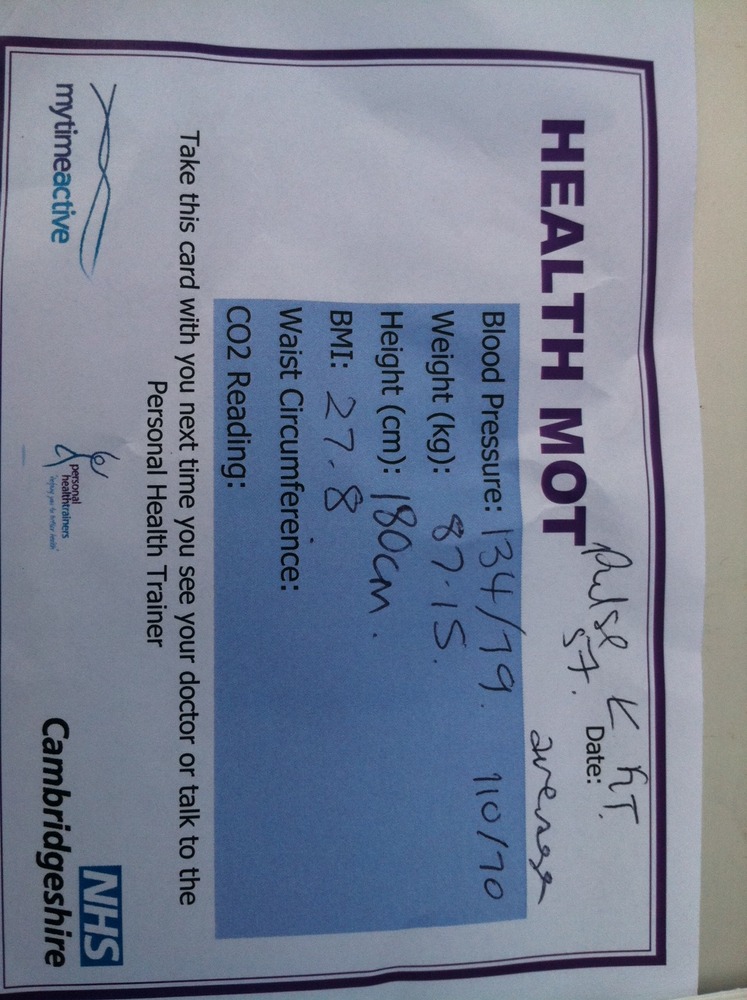 HEALTH MOT
Pulse
57.
Date:
average
Blood Pressure: 134/79. 110/70
Weight (kg): 87.15.
Height (cm): 180cm.
BMI: 27.8
Waist Circumference:
CO2 Reading:
Take this card with you next time you see your doctor or talk to the
Personal Health Trainer
mytimeactive
personal
healthtrainers
NHS
Cambridgeshire